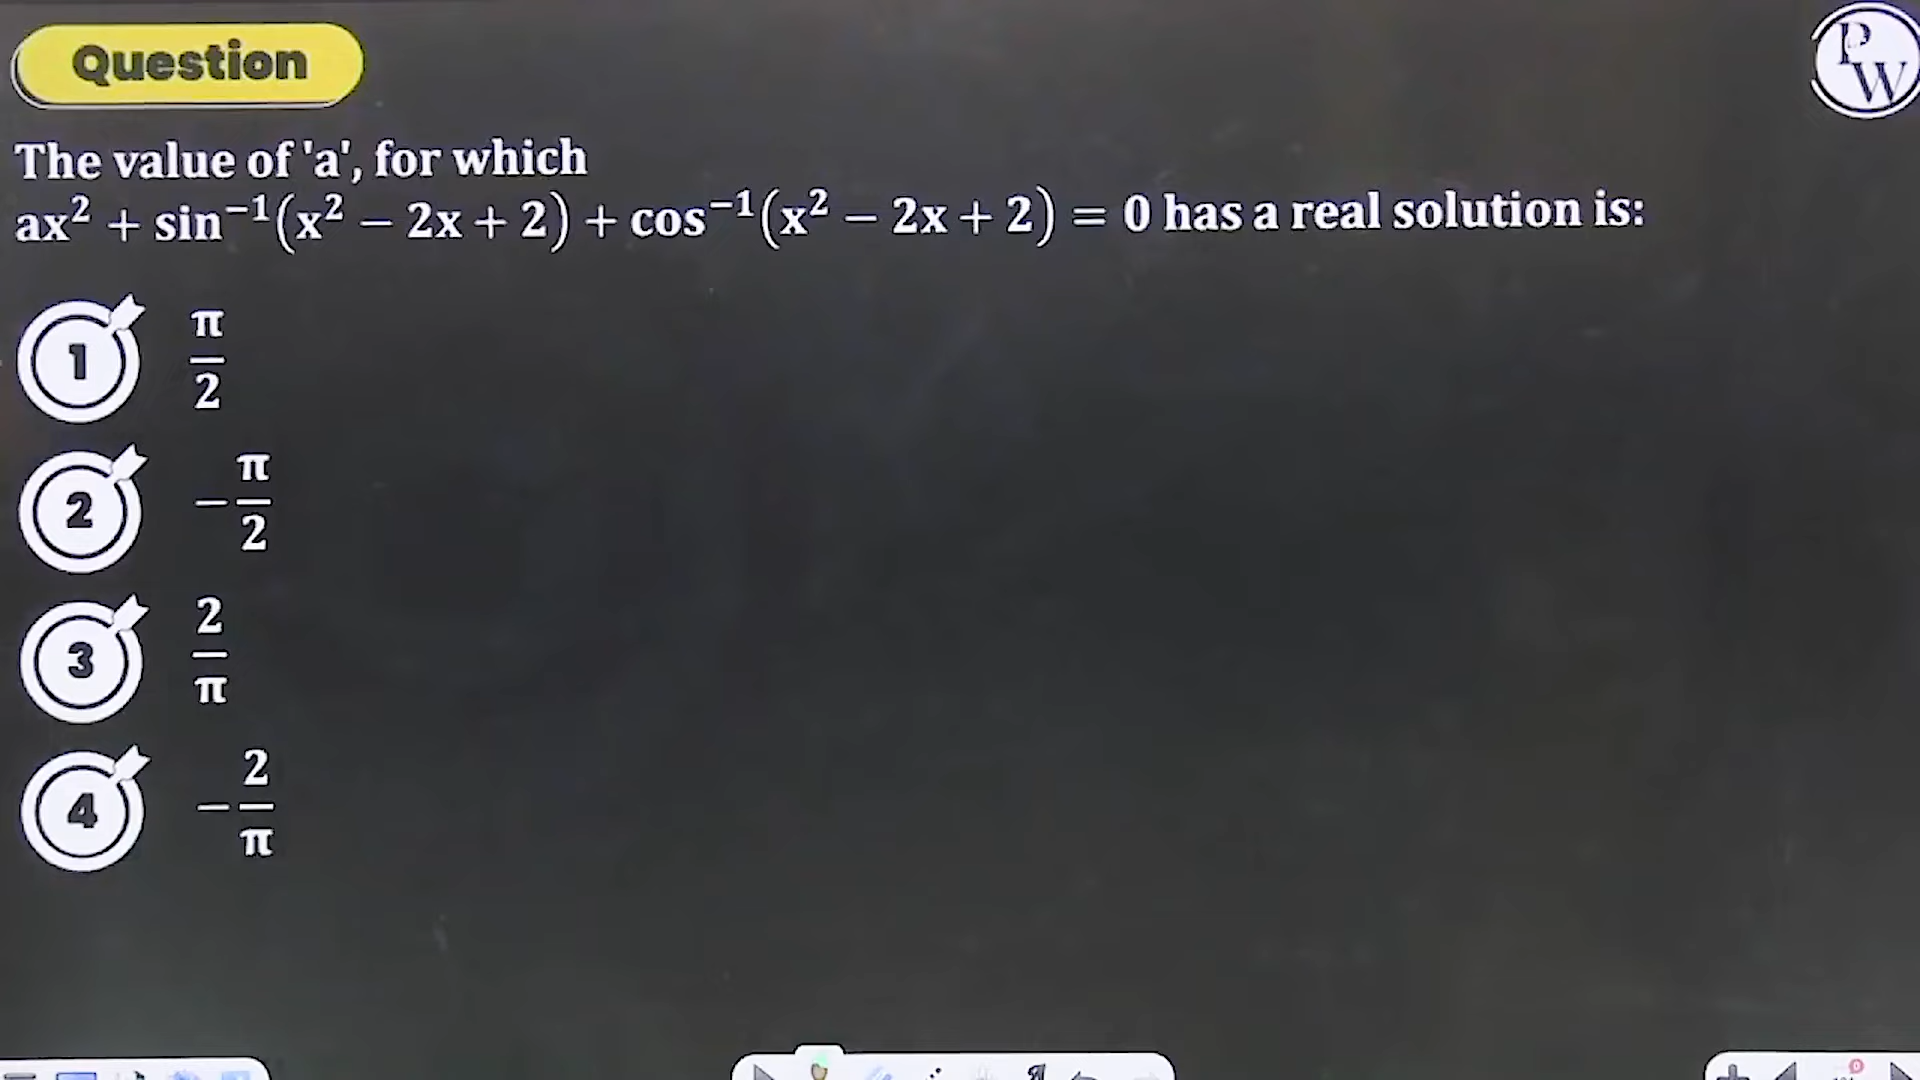 Question
PW
The value of 'a', for which
ax² + sin⁻¹(x² − 2x + 2) + cos⁻¹(x² − 2x + 2) = 0 has a real solution is:
1 π/2
2 −π/2
3 2/π
4 −2/π